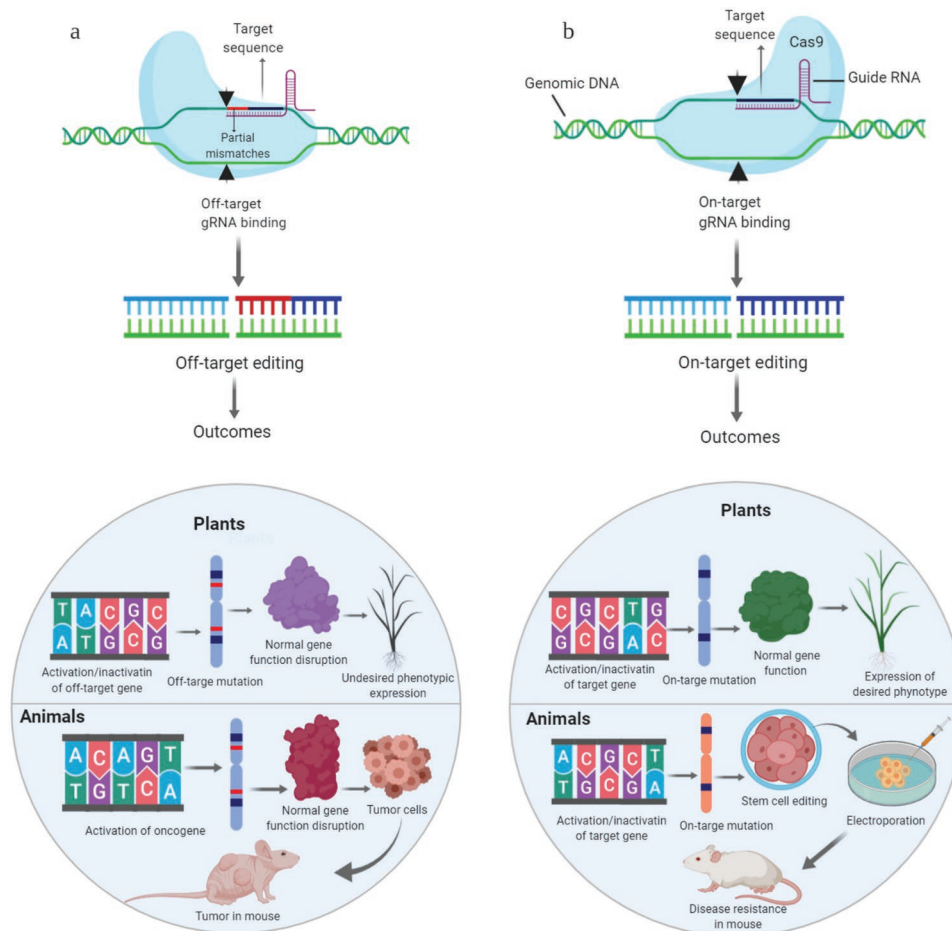 a
Target
sequence
Partial
mismatches
Off-target
gRNA binding
Off-target editing
Outcomes
Plants
T A C G C
A T G C G
Activation/inactivatin
of off-target gene
Off-targe mutation
Normal gene
function disruption
Undesired phenotypic
expression
Animals
A C A G T
T G T C A
Activation of oncogene
Normal gene
function disruption
Tumor cells
Tumor in mouse
b
Target
sequence
Cas9
Genomic DNA
Guide RNA
On-target
gRNA binding
On-target editing
Outcomes
Plants
C G C T G
G C G A C
Activation/inactivatin
of target gene
On-targe mutation
Normal gene
function
Expression of
desired phynotype
Animals
A C G C T
T G C G A
Activation/inactivatin
of target gene
On-targe mutation
Stem cell editing
Electroporation
Disease resistance
in mouse